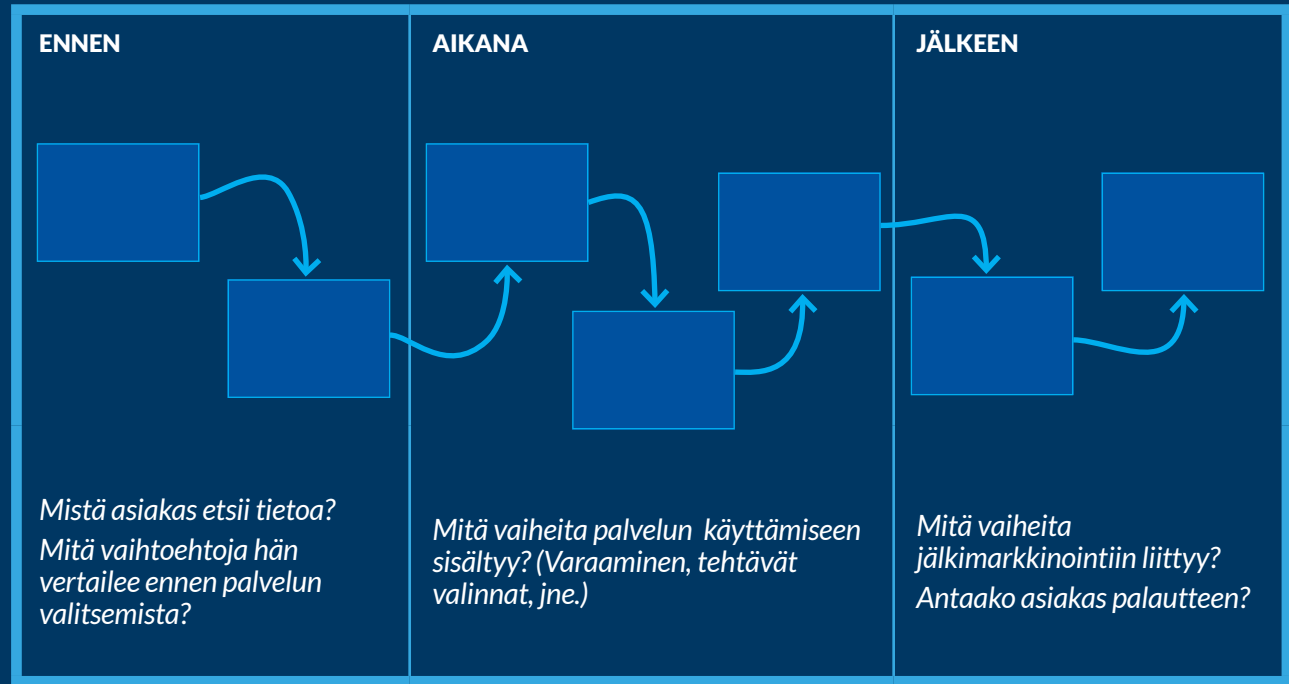 ENNEN
Mistä asiakas etsii tietoa?
Mitä vaihtoehtoja hän
vertailee ennen palvelun
valitsemista?
AIKANA
Mitä vaiheita palvelun käyttämiseen
sisältyy? (Varaaminen, tehtävät
valinnat, jne.)
JÄLKEEN
Mitä vaiheita
jälkimarkkinointiin liittyy?
Antaako asiakas palautteen?